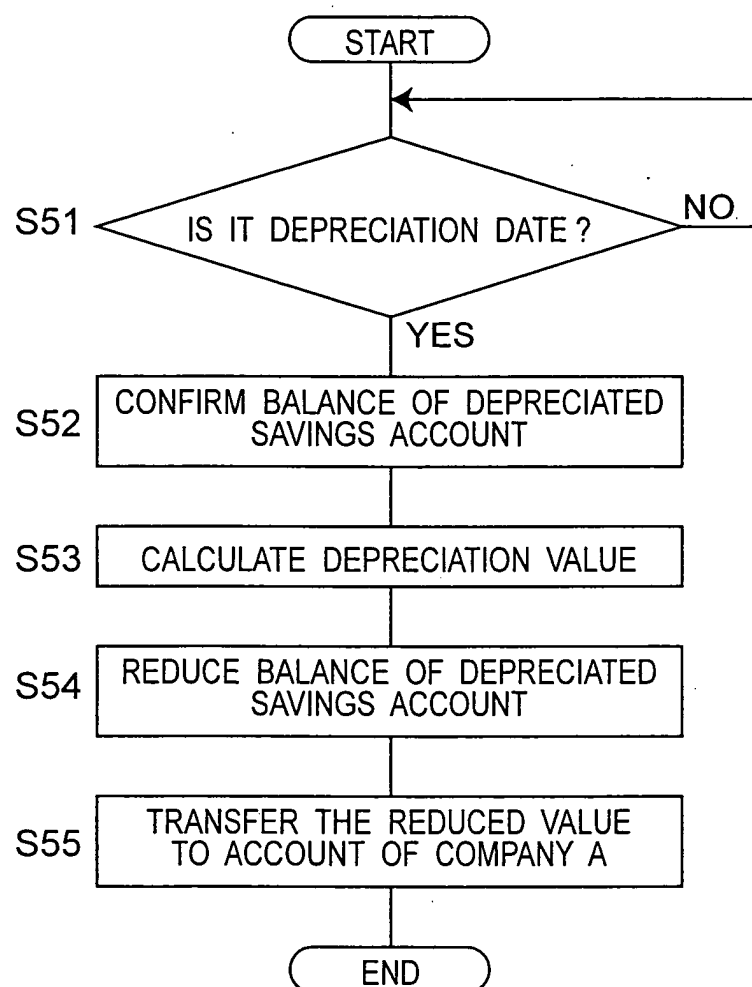 START
S51
IS IT DEPRECIATION DATE?
NO
YES
S52
CONFIRM BALANCE OF DEPRECIATED
SAVINGS ACCOUNT
S53
CALCULATE DEPRECIATION VALUE
S54
REDUCE BALANCE OF DEPRECIATED
SAVINGS ACCOUNT
S55
TRANSFER THE REDUCED VALUE
TO ACCOUNT OF COMPANY A
END